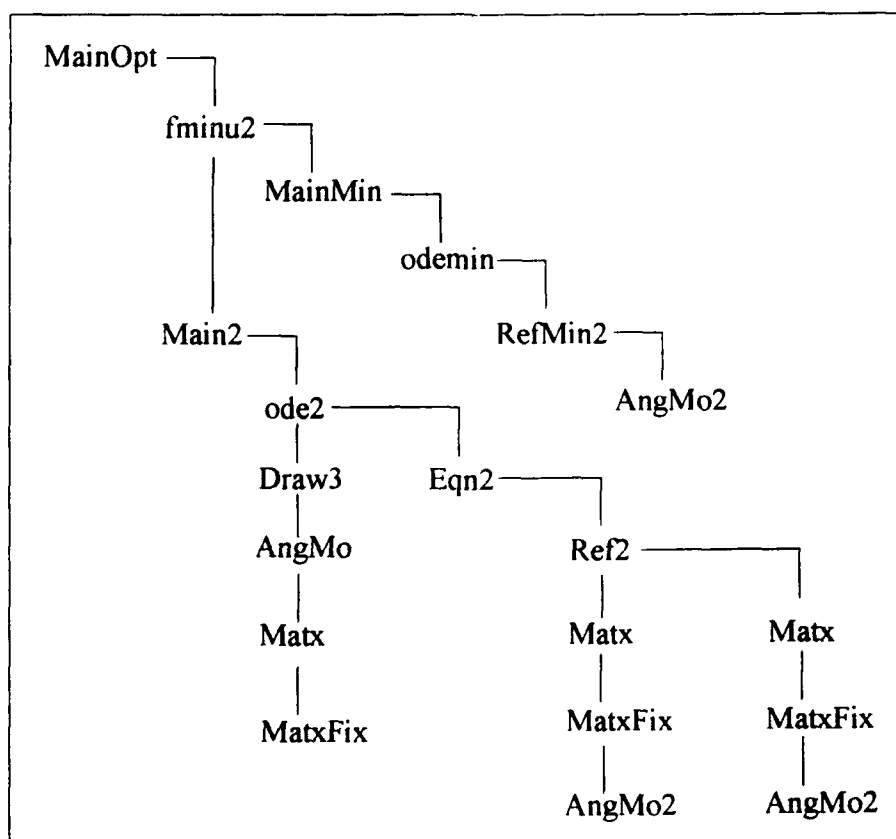 MainOpt
fminu2
MainMin
odemin
Main2 RefMin2
ode2 AngMo2
Draw3 Eqn2
AngMo Ref2
Matx Matx Matx
MatxFix MatxFix MatxFix
AngMo2 AngMo2